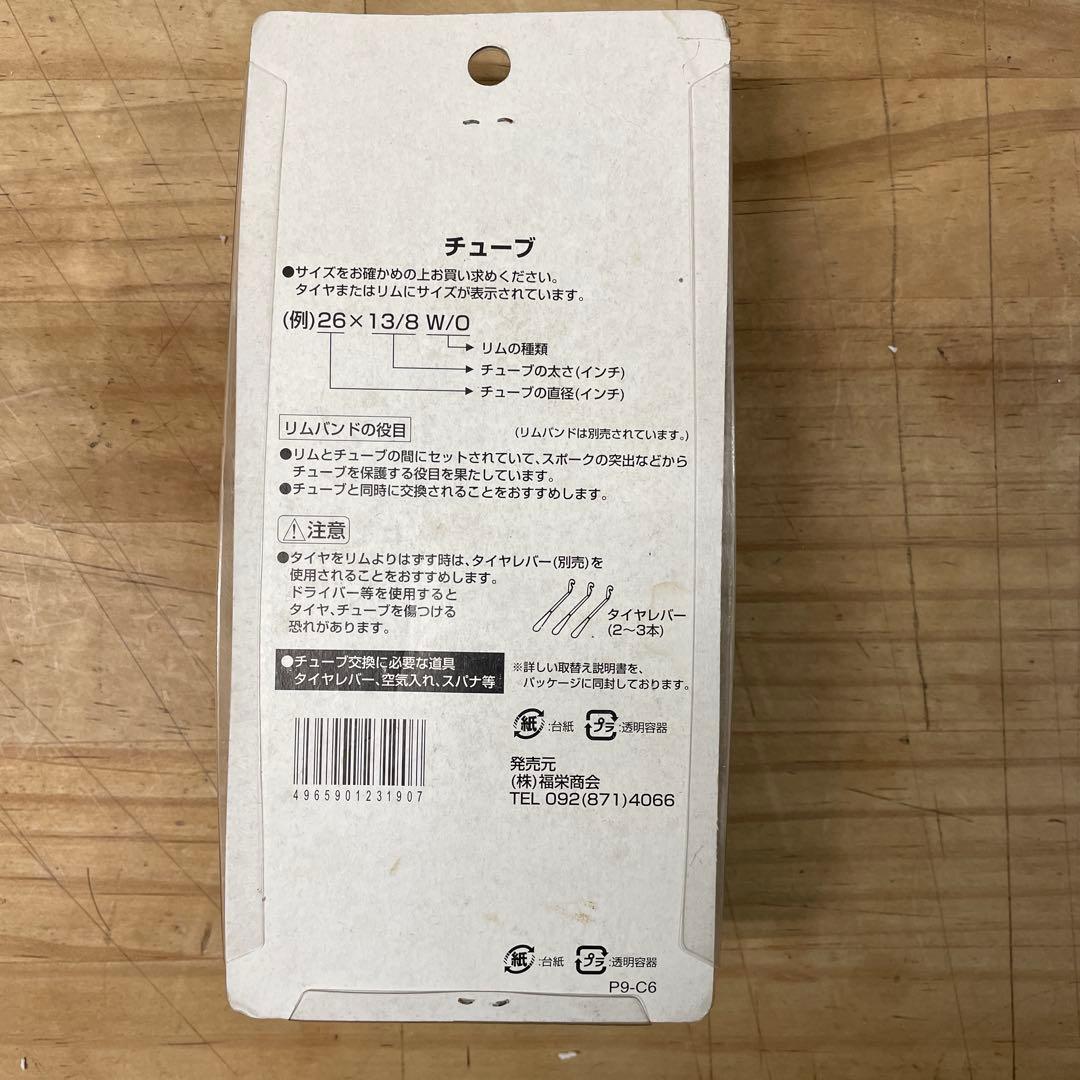 チューブ
●サイズをお確かめの上お買い求めください。
タイヤまたはリムにサイズが表示されています。
(例)26×13/8 W/O
リムの種類
チューブの太さ(インチ)
チューブの直径(インチ)
リムバンドの役目
(リムバンドは別売されています。)
●リムとチューブの間にセットされていて、スポークの突出などから
チューブを保護する役目を果たしています。
●チューブと同時に交換されることをおすすめします。
注意
●タイヤをリムよりはずす時は、タイヤレバー(別売)を
使用されることをおすすめします。
ドライバー等を使用すると
タイヤ、チューブを傷つける
恐れがあります。
タイヤレバー
(2〜3本)
●チューブ交換に必要な道具
タイヤレバー、空気入れ、スパナ等
※詳しい取替え説明書を、
パッケージに同封しております。
紙:台紙 プラ:透明容器
4965901231907
発売元
(株)福栄商会
TEL 092(871)4066
紙:台紙 プラ:透明容器
P9-C6